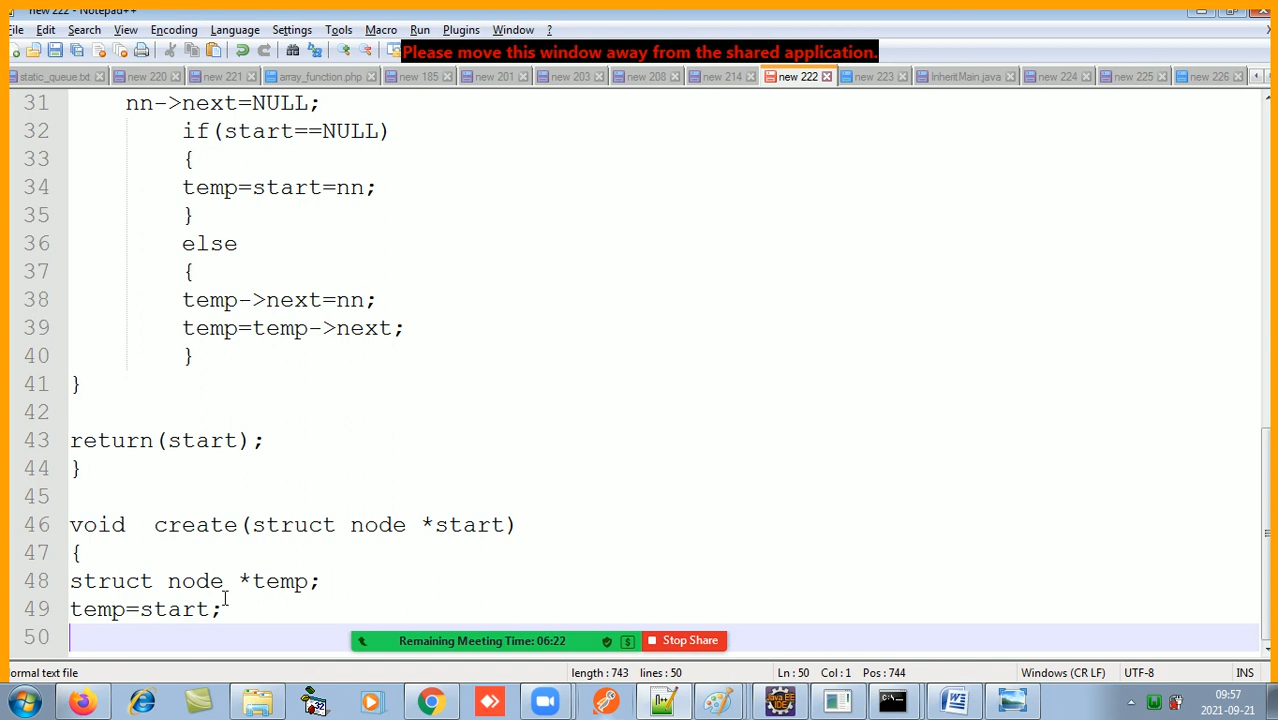 new 222 - Notepad++
File Edit Search View Encoding Language Settings Tools Macro Run Plugins Window ?
Please move this window away from the shared application.
static_queue.txt new 220 new 221 array_function.php new 185 new 201 new 203 new 208 new 214 new 222 new 223 InheritMain.java new 224 new 225 new 226
31 nn->next=NULL;
32 if(start==NULL)
33 {
34 temp=start=nn;
35 }
36 else
37 {
38 temp->next=nn;
39 temp=temp->next;
40 }
41 }
42
43 return(start);
44 }
45
46 void  create(struct node *start)
47 {
48 struct node *temp;
49 temp=start;
50
Remaining Meeting Time: 06:22 Stop Share
ormal text file length : 743 lines : 50 Ln : 50 Col : 1 Pos : 744 Windows (CR LF) UTF-8 INS
09:57
2021-09-21